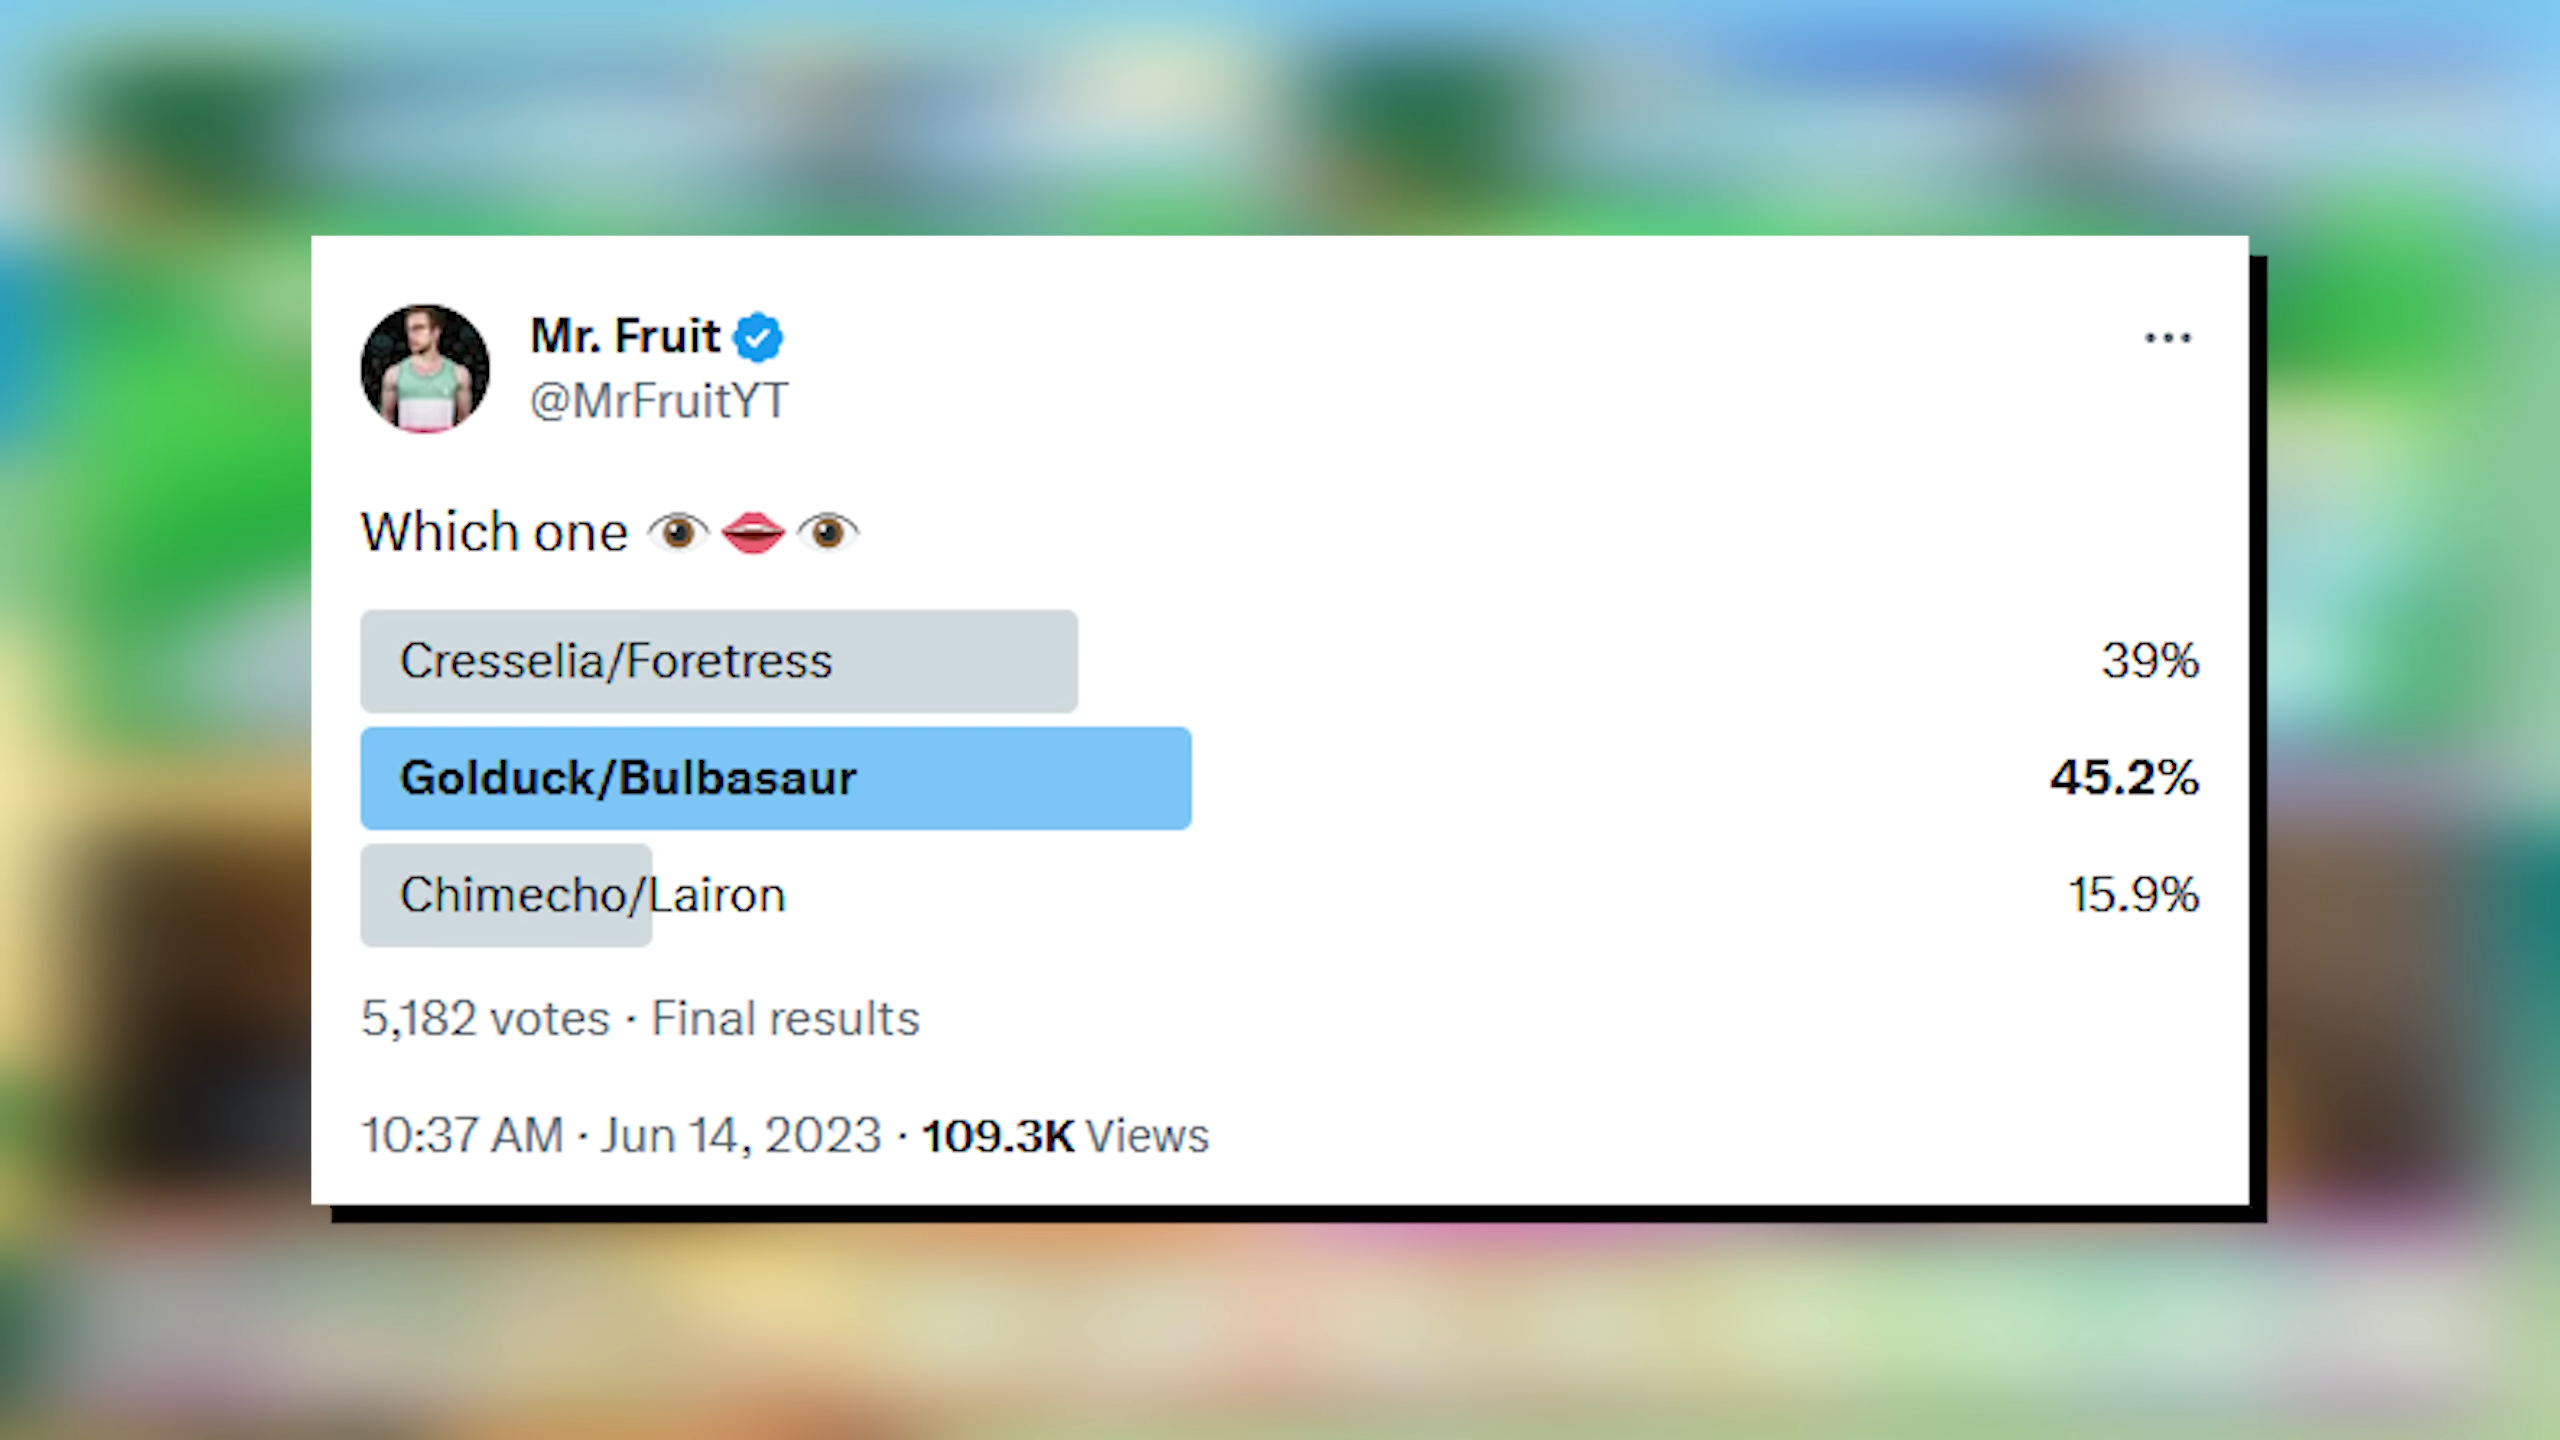 Mr. Fruit
@MrFruitYT
Which one 👁️👄👁️
Cresselia/Foretress 39%
Golduck/Bulbasaur 45.2%
Chimecho/Lairon 15.9%
5,182 votes · Final results
10:37 AM · Jun 14, 2023 · 109.3K Views